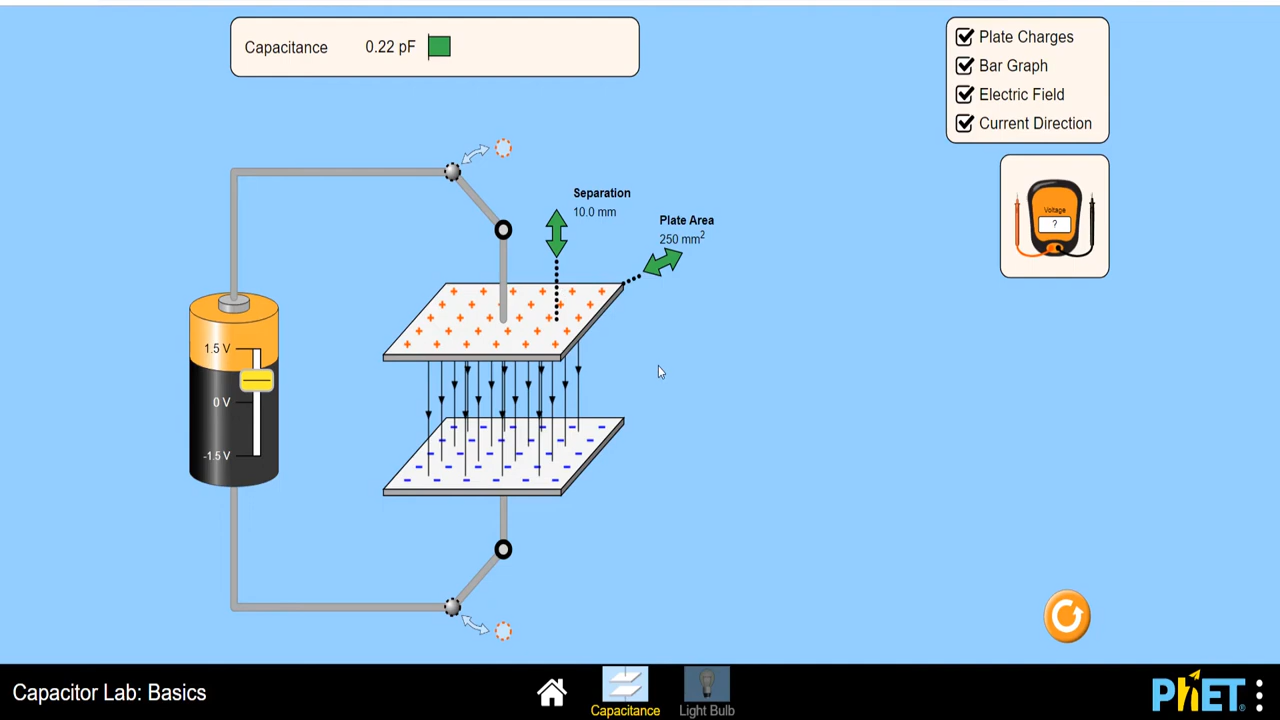 Capacitance 0.22 pF
Plate Charges
Bar Graph
Electric Field
Current Direction
Voltage
?
Separation
10.0 mm
Plate Area
250 mm²
1.5 V
0 V
-1.5 V
Capacitor Lab: Basics
Capacitance
Light Bulb
PhET